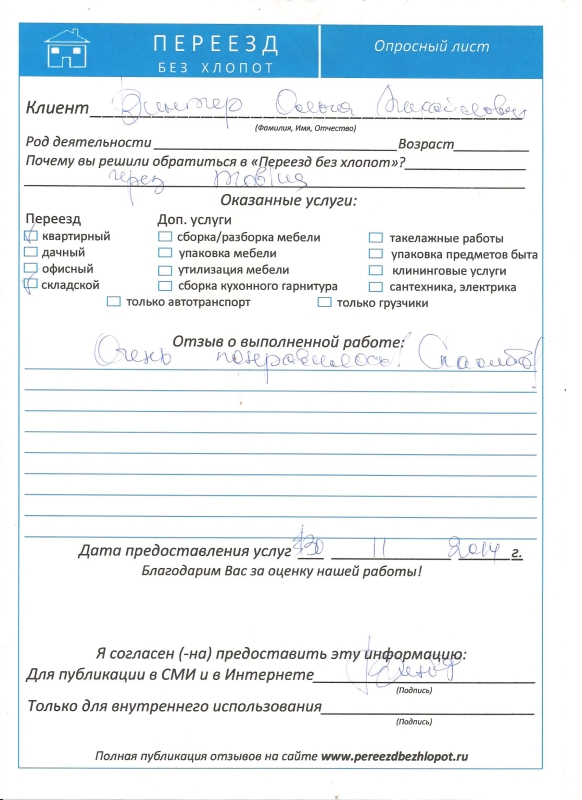 ПЕРЕЕЗД
БЕЗ ХЛОПОТ
Опросный лист
Клиент Винтер Ольга Михайловна
(Фамилия, Имя, Отчество)
Род деятельности Возраст
Почему вы решили обратиться в «Переезд без хлопот»?
через
Оказанные услуги:
Переезд Доп. услуги
квартирный сборка/разборка мебели такелажные работы
дачный упаковка мебели упаковка предметов быта
офисный утилизация мебели клининговые услуги
складской сборка кухонного гарнитура сантехника, электрика
только автотранспорт только грузчики
Отзыв о выполненной работе:
Очень понравилось! Спасибо!
Дата предоставления услуг 30 11 2014 г.
Благодарим Вас за оценку нашей работы!
Я согласен (-на) предоставить эту информацию:
Для публикации в СМИ и в Интернете
(Подпись)
Только для внутреннего использования
(Подпись)
Полная публикация отзывов на сайте www.pereezdbezhlopot.ru